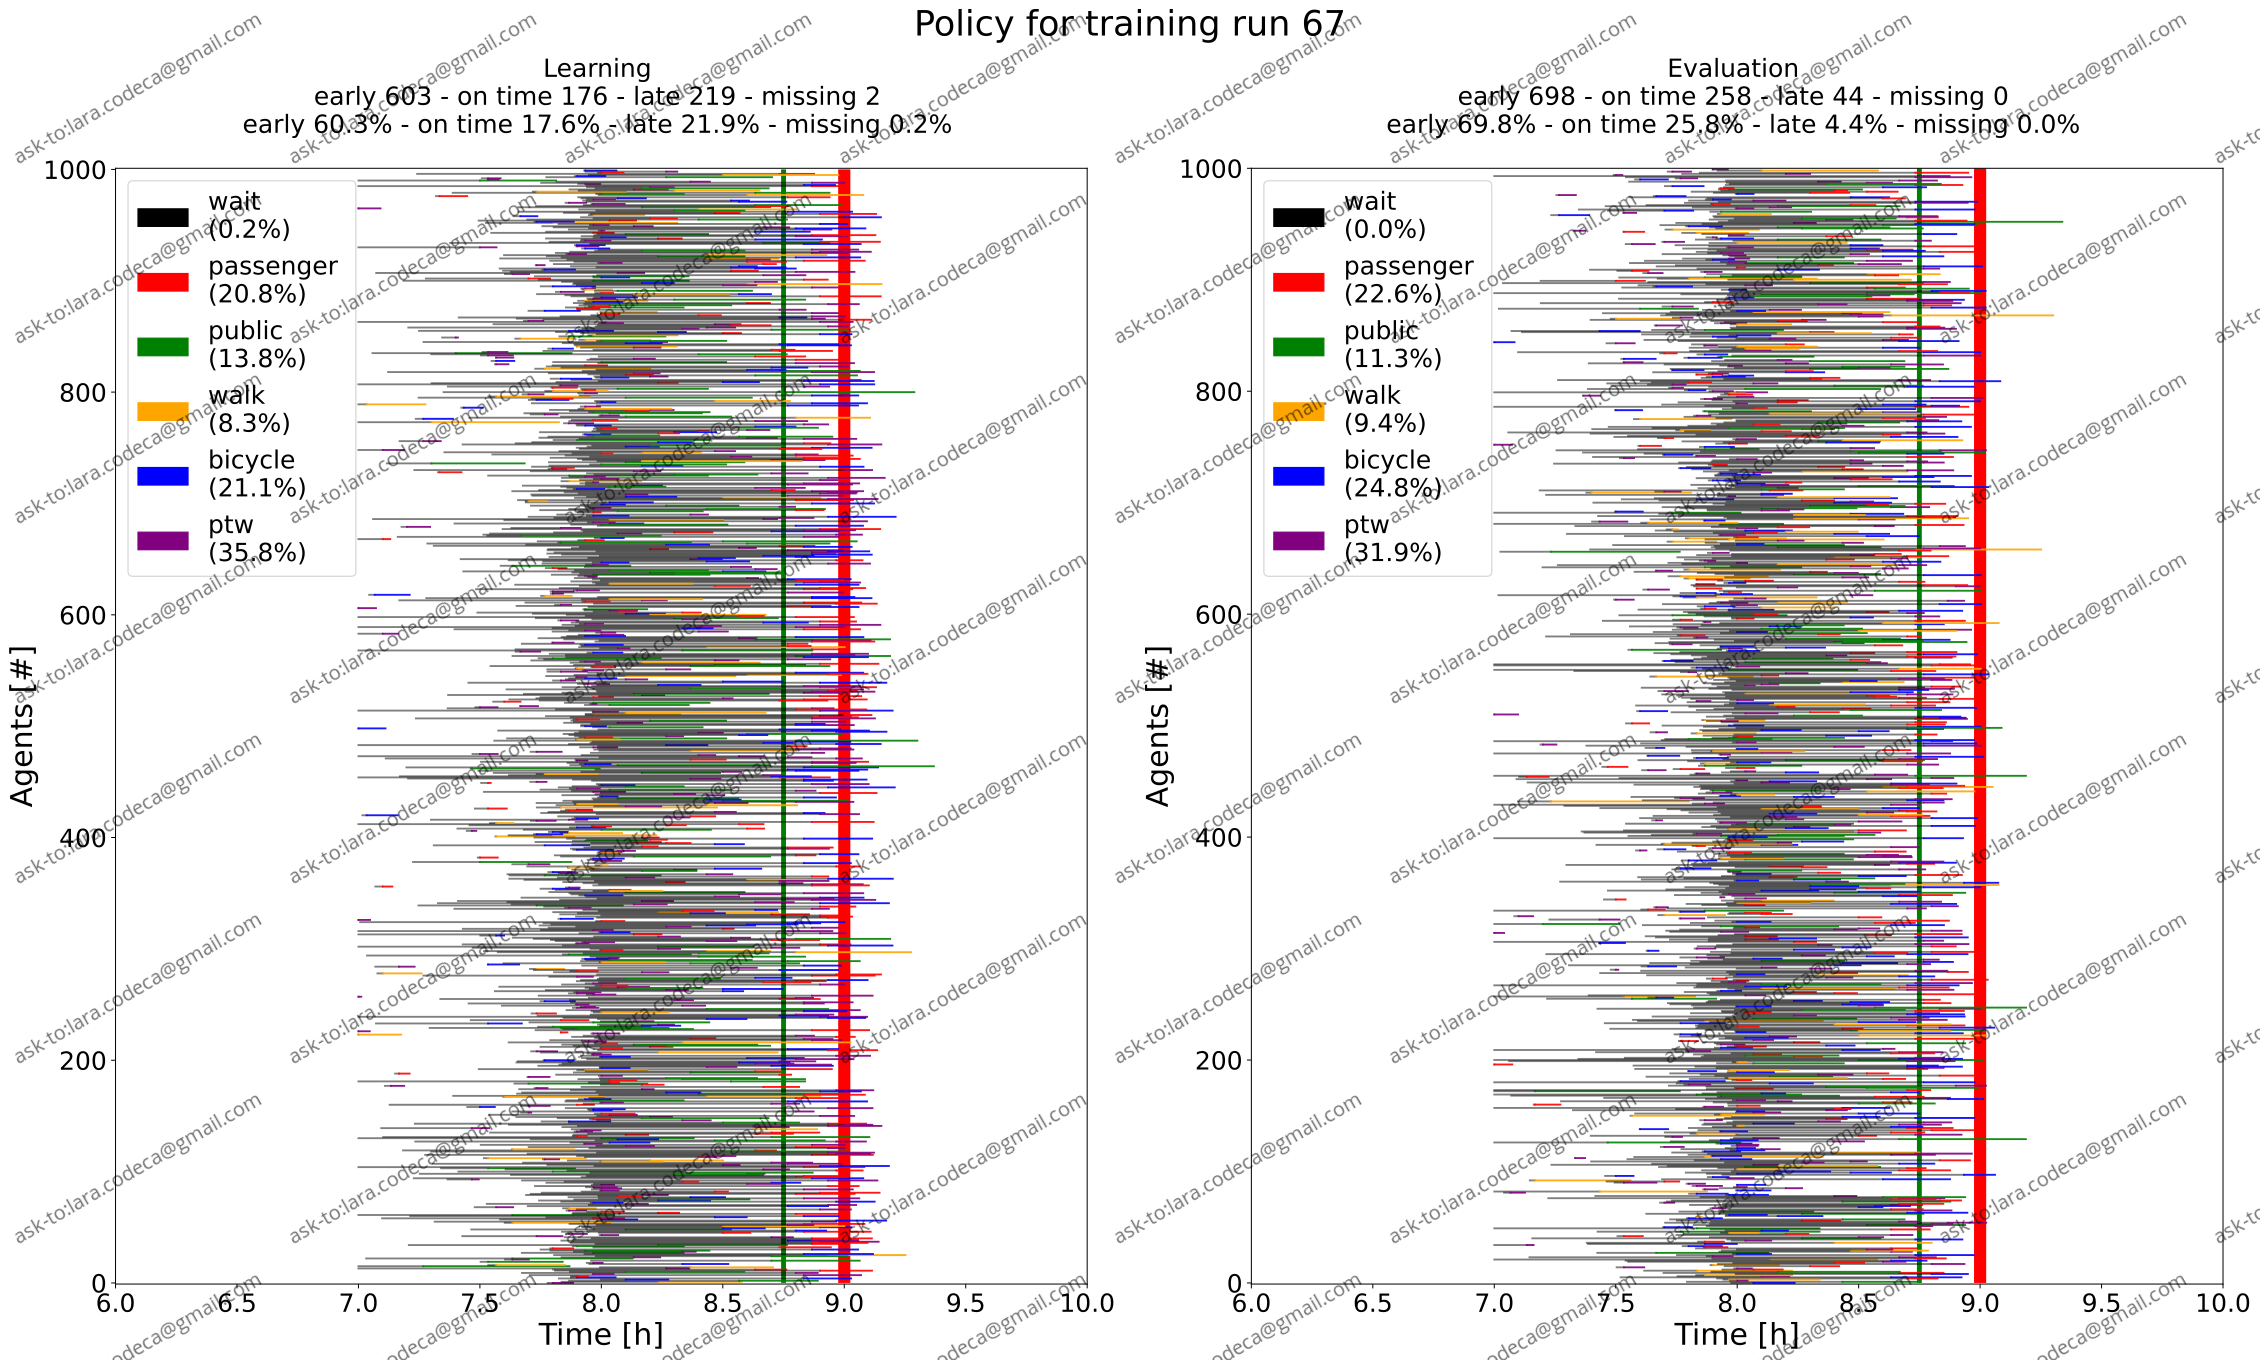 Policy for training run 67
Learning
early 603 - on time 176 - late 219 - missing 2
early 60.3% - on time 17.6% - late 21.9% - missing 0.2%
Agents [#]
1000
800
600
400
200
0
wait
(0.2%)
passenger
(20.8%)
public
(13.8%)
walk
(8.3%)
bicycle
(21.1%)
ptw
(35.8%)
6.0 6.5 7.0 7.5 8.0 8.5 9.0 9.5 10.0
Time [h]
Evaluation
early 698 - on time 258 - late 44 - missing 0
early 69.8% - on time 25.8% - late 4.4% - missing 0.0%
Agents [#]
1000
800
600
400
200
0
wait
(0.0%)
passenger
(22.6%)
public
(11.3%)
walk
(9.4%)
bicycle
(24.8%)
ptw
(31.9%)
6.0 6.5 7.0 7.5 8.0 8.5 9.0 9.5 10.0
Time [h]
ask-to:lara.codeca@gmail.com